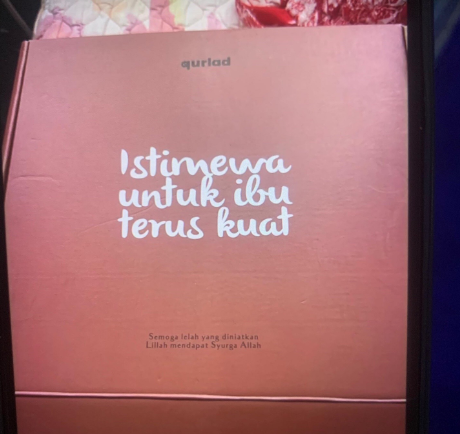 qurlad
Istimewa
untuk ibu
terus kuat
Semoga lelah yang diniatkan
Lillah mendapat Syurga Allah